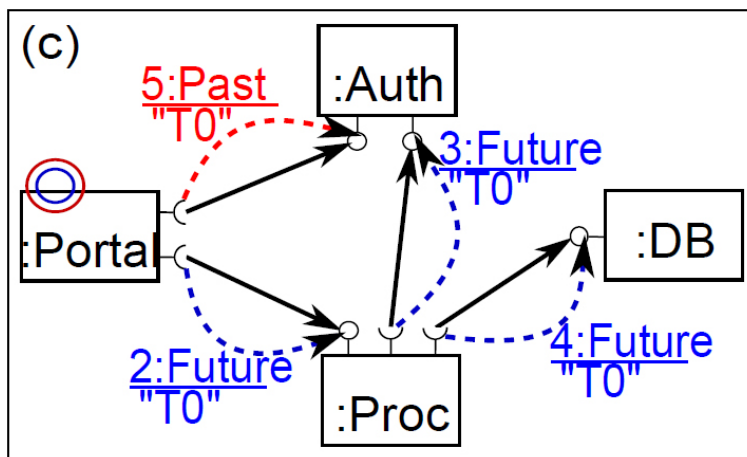 (c)
5:Past
"T0"
:Auth
3:Future
"T0"
:Portal
:DB
2:Future
"T0"
4:Future
"T0"
:Proc